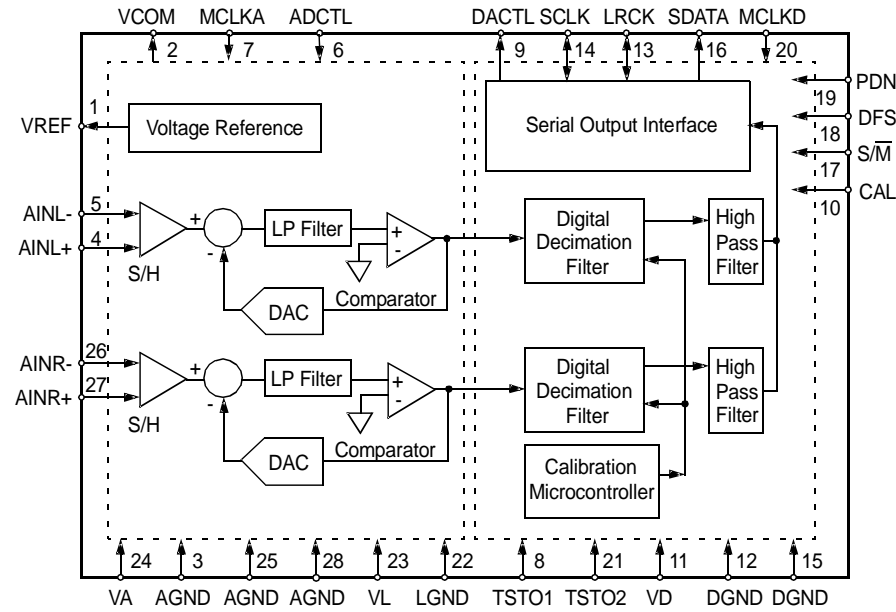 VCOM MCLKA ADCTL DACTL SCLK LRCK SDATA MCLKD
2 7 6 9 14 13 16 20
PDN
19
DFS
18
S/M̅
17
CAL
10
1
VREF
Voltage Reference
Serial Output Interface
5
AINL-
4
AINL+
S/H
+
-
LP Filter
+
-
Comparator
DAC
Digital
Decimation
Filter
High
Pass
Filter
26
AINR-
27
AINR+
S/H
+
-
LP Filter
+
-
Comparator
DAC
Digital
Decimation
Filter
High
Pass
Filter
Calibration
Microcontroller
24 3 25 28 23 22 8 21 11 12 15
VA AGND AGND AGND VL LGND TSTO1 TSTO2 VD DGND DGND